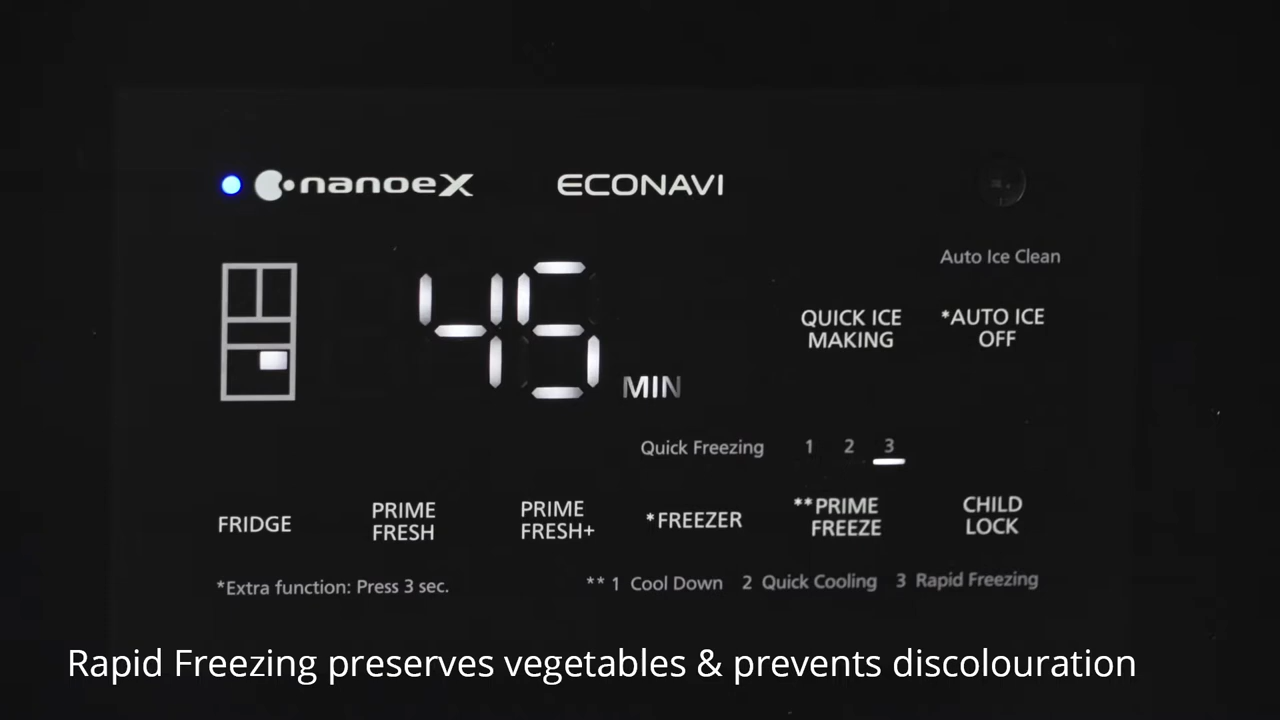 nanoeX ECONAVI
Auto Ice Clean
45 MIN
QUICK ICE
MAKING
*AUTO ICE
OFF
Quick Freezing 1 2 3
FRIDGE
PRIME
FRESH
PRIME
FRESH+
*FREEZER
**PRIME
FREEZE
CHILD
LOCK
*Extra function: Press 3 sec.
** 1 Cool Down 2 Quick Cooling 3 Rapid Freezing
Rapid Freezing preserves vegetables & prevents discolouration